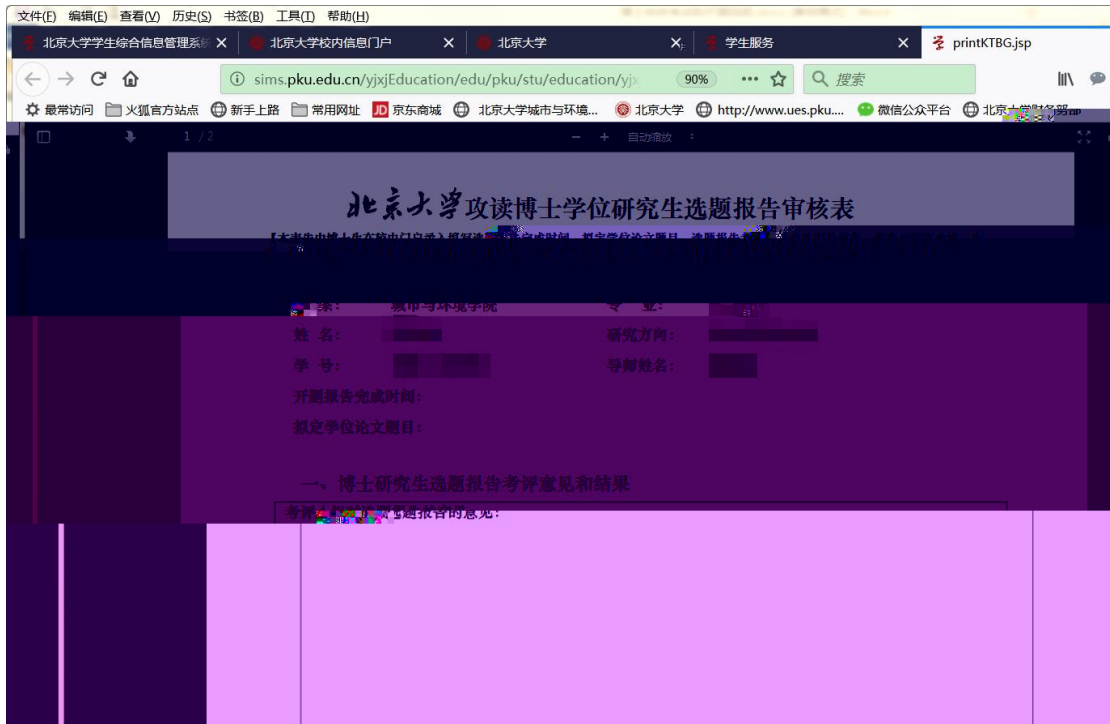 文件(F) 编辑(E) 查看(V) 历史(S) 书签(B) 工具(T) 帮助(H)
北京大学学生综合信息管理系统 北京大学校内信息门户 北京大学 学生服务 printKTBG.jsp
sims.pku.edu.cn/yjxjEducation/edu/pku/stu/education/yjx 90% 搜索
最常访问 火狐官方站点 新手上路 常用网址 JD 京东商城 北京大学城市与环境... 北京大学 http://www.ues.pku.... 微信公众平台 北京大学财务部
1 / 2 − + 自动缩放
北京大学攻读博士学位研究生选题报告审核表
城市与环境学院 专 业:
姓 名: 研究方向:
学 号: 导师姓名:
开题报告完成时间:
拟定学位论文题目:
一、博士研究生选题报告考评意见和结果
选题报告的意见: